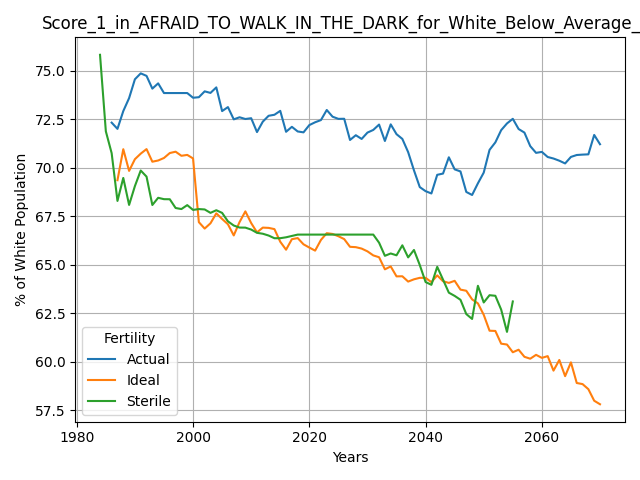 Score_1_in_AFRAID_TO_WALK_IN_THE_DARK_for_White_Below_Average_
75.0
72.5
70.0
67.5
65.0
62.5
60.0
57.5
% of White Population
Fertility
Actual
Ideal
Sterile
1980 2000 2020 2040 2060
Years